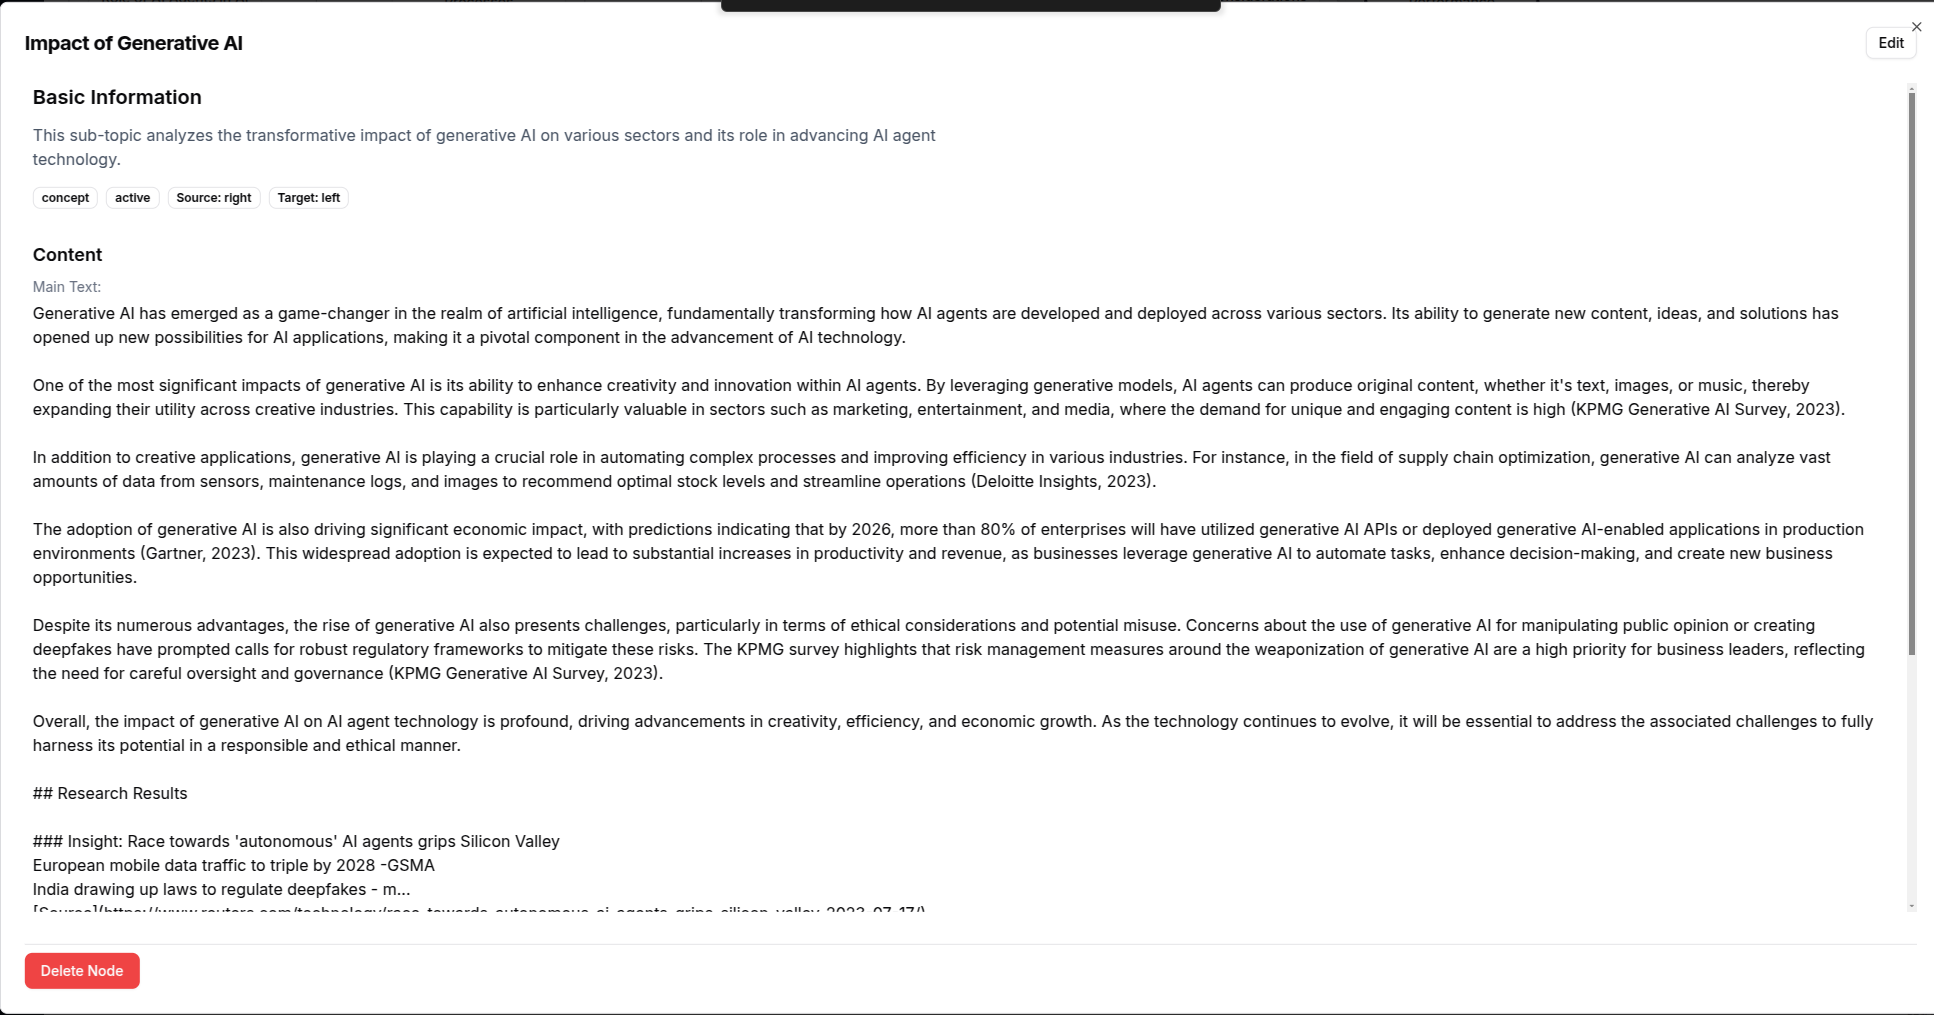 Impact of Generative AI
Edit
Basic Information
This sub-topic analyzes the transformative impact of generative AI on various sectors and its role in advancing AI agent
technology.
concept active Source: right Target: left
Content
Main Text:
Generative AI has emerged as a game-changer in the realm of artificial intelligence, fundamentally transforming how AI agents are developed and deployed across various sectors. Its ability to generate new content, ideas, and solutions has
opened up new possibilities for AI applications, making it a pivotal component in the advancement of AI technology.
One of the most significant impacts of generative AI is its ability to enhance creativity and innovation within AI agents. By leveraging generative models, AI agents can produce original content, whether it's text, images, or music, thereby
expanding their utility across creative industries. This capability is particularly valuable in sectors such as marketing, entertainment, and media, where the demand for unique and engaging content is high (KPMG Generative AI Survey, 2023).
In addition to creative applications, generative AI is playing a crucial role in automating complex processes and improving efficiency in various industries. For instance, in the field of supply chain optimization, generative AI can analyze vast
amounts of data from sensors, maintenance logs, and images to recommend optimal stock levels and streamline operations (Deloitte Insights, 2023).
The adoption of generative AI is also driving significant economic impact, with predictions indicating that by 2026, more than 80% of enterprises will have utilized generative AI APIs or deployed generative AI-enabled applications in production
environments (Gartner, 2023). This widespread adoption is expected to lead to substantial increases in productivity and revenue, as businesses leverage generative AI to automate tasks, enhance decision-making, and create new business
opportunities.
Despite its numerous advantages, the rise of generative AI also presents challenges, particularly in terms of ethical considerations and potential misuse. Concerns about the use of generative AI for manipulating public opinion or creating
deepfakes have prompted calls for robust regulatory frameworks to mitigate these risks. The KPMG survey highlights that risk management measures around the weaponization of generative AI are a high priority for business leaders, reflecting
the need for careful oversight and governance (KPMG Generative AI Survey, 2023).
Overall, the impact of generative AI on AI agent technology is profound, driving advancements in creativity, efficiency, and economic growth. As the technology continues to evolve, it will be essential to address the associated challenges to fully
harness its potential in a responsible and ethical manner.
## Research Results
### Insight: Race towards 'autonomous' AI agents grips Silicon Valley
European mobile data traffic to triple by 2028 -GSMA
India drawing up laws to regulate deepfakes - m...
[Source](https://www.reuters.com/technology/race-towards-autonomous-ai-agents-grips-silicon-valley-2023-07-17/)
Delete Node